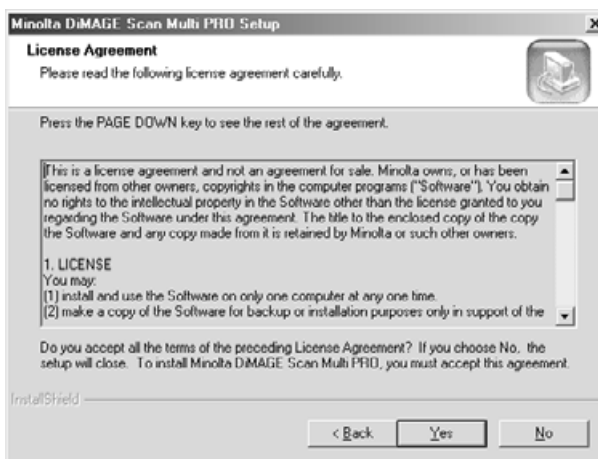 Minolta DiMAGE Scan Multi PRO Setup
License Agreement
Please read the following license agreement carefully.
Press the PAGE DOWN key to see the rest of the agreement.
This is a license agreement and not an agreement for sale. Minolta owns, or has been
licensed from other owners, copyrights in the computer programs ("Software"). You obtain
no rights to the intellectual property in the Software other than the license granted to you
regarding the Software under this agreement. The title to the enclosed copy of the copy
the Software and any copy made from it is retained by Minolta or such other owners.
1. LICENSE
You may:
(1) install and use the Software on only one computer at any one time.
(2) make a copy of the Software for backup or installation purposes only in support of the
Do you accept all the terms of the preceding License Agreement? If you choose No, the
setup will close. To install Minolta DiMAGE Scan Multi PRO, you must accept this agreement.
InstallShield
< Back
Yes
No